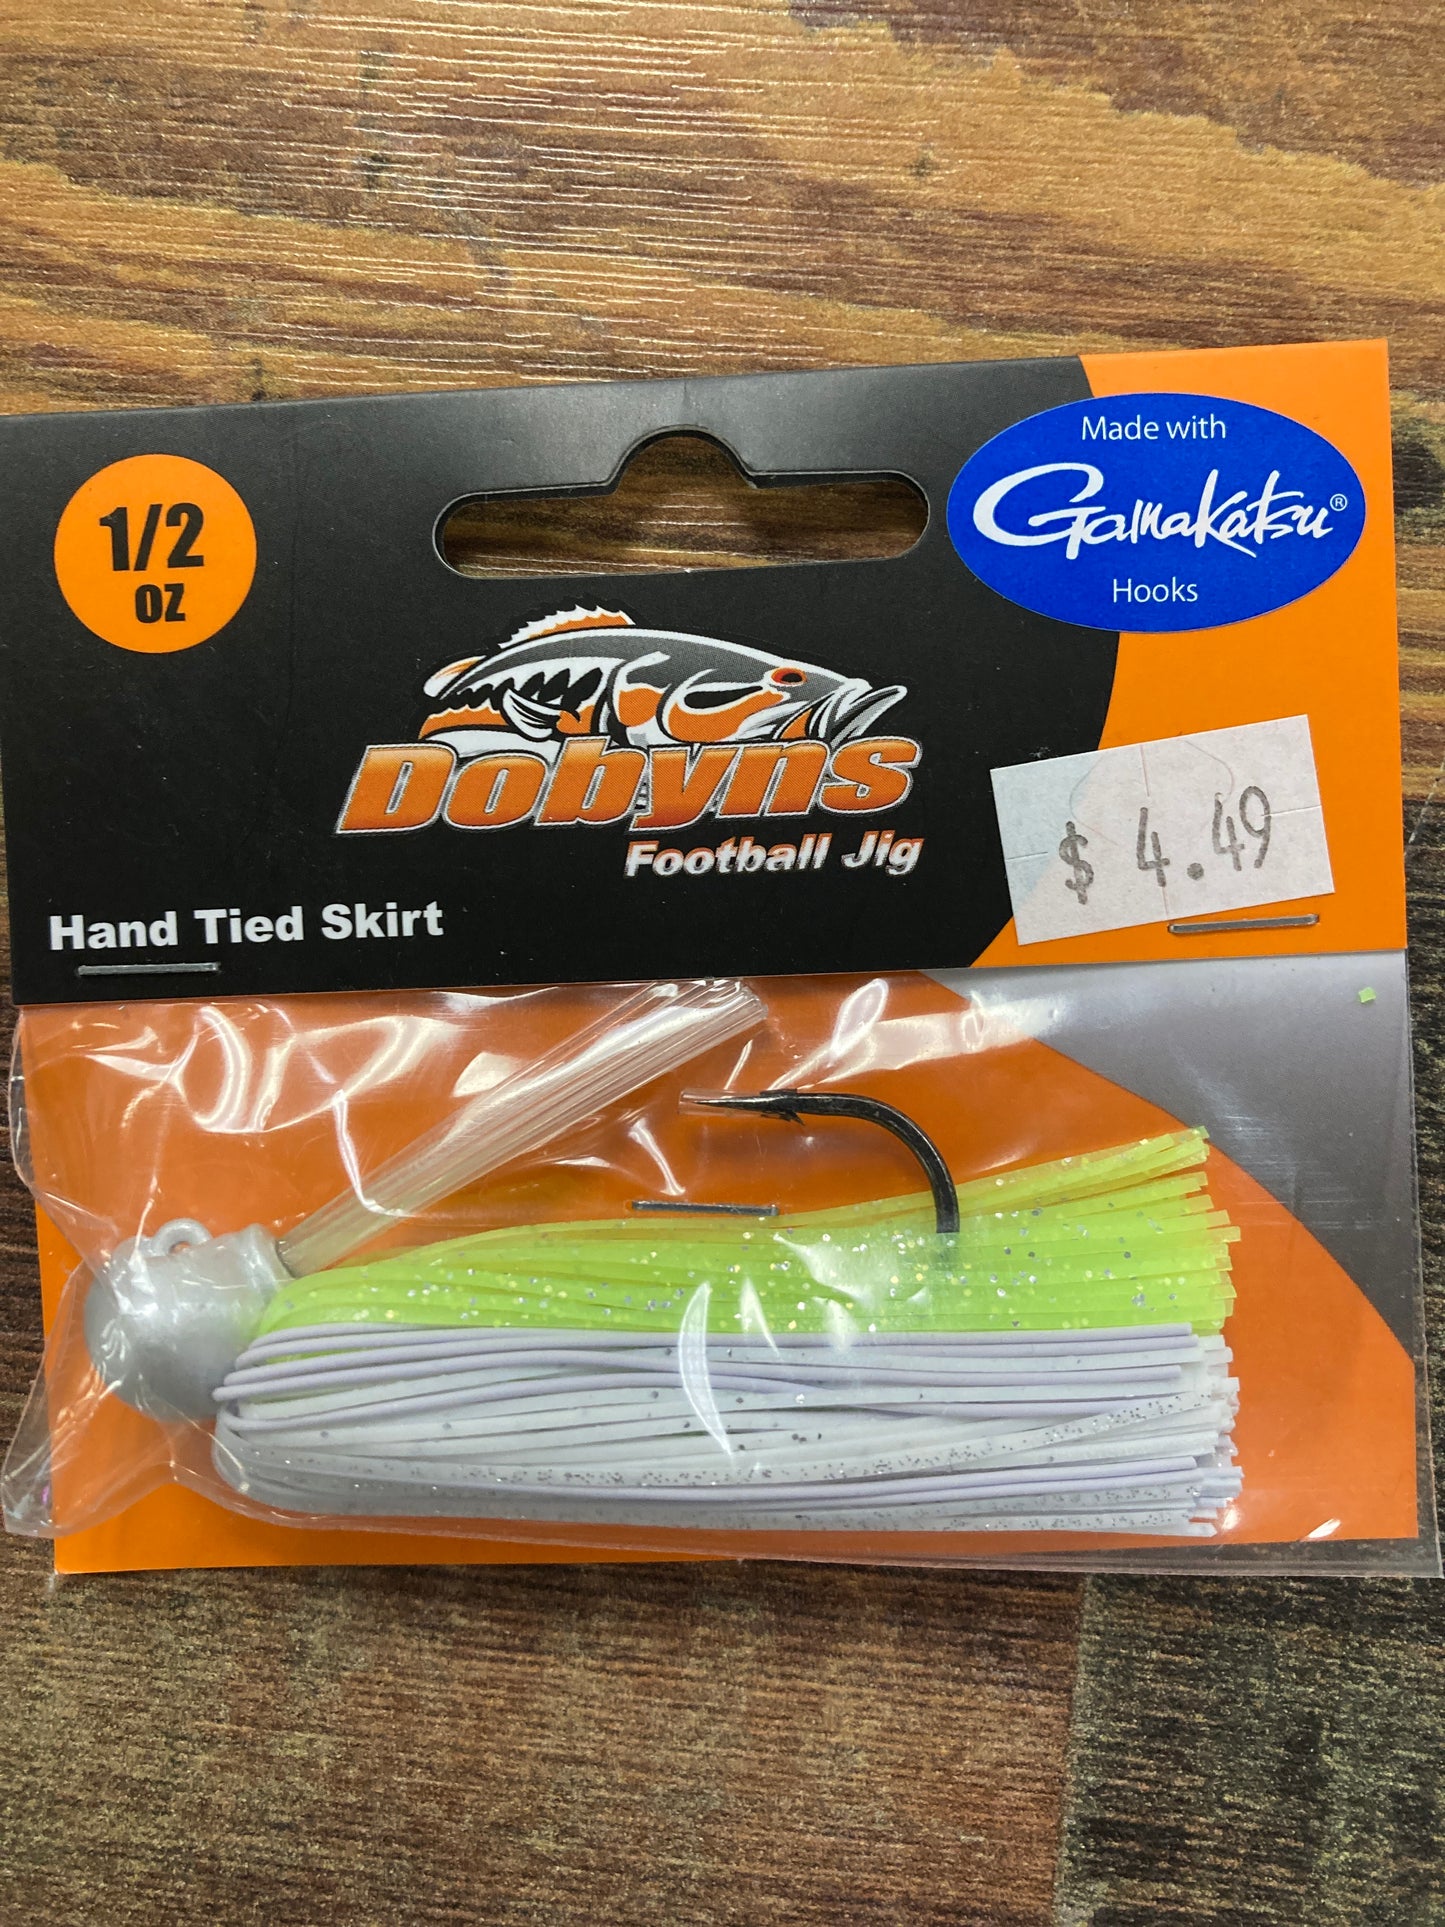 1/2
OZ
Made with
Gamakatsu®
Hooks
Dobyns
Football Jig
$ 4.49
Hand Tied Skirt